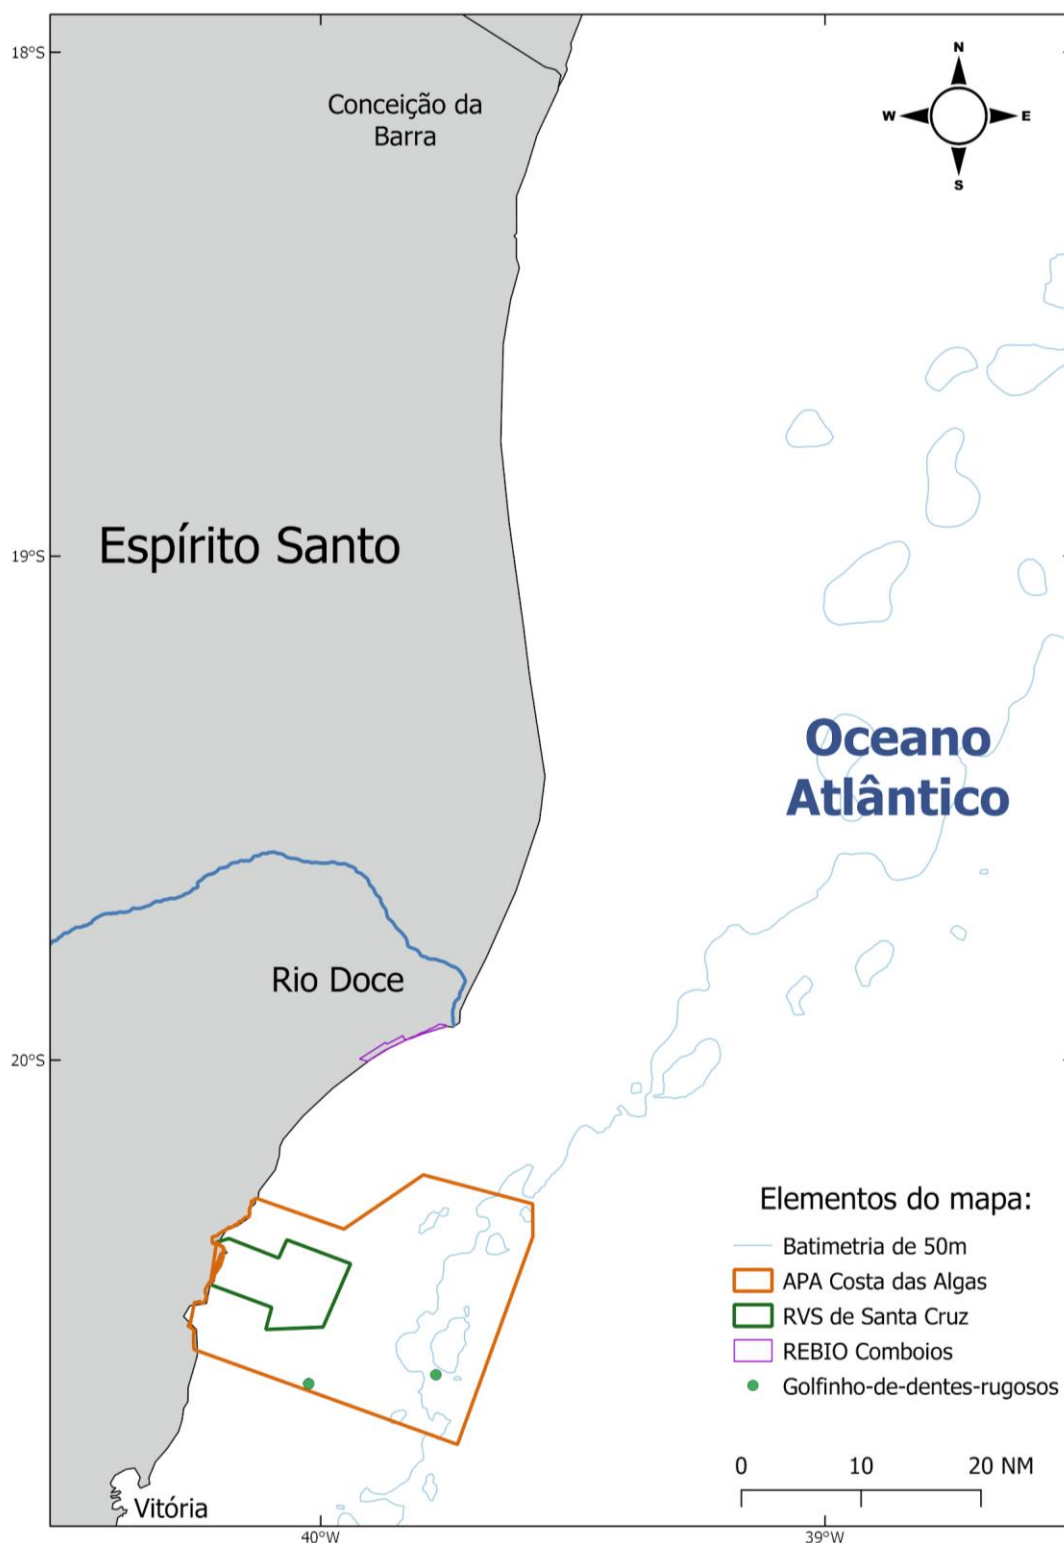 18°S
N
W
E
S
Conceição da
Barra
Espírito Santo
19°S
Oceano
Atlântico
Rio Doce
20°S
Elementos do mapa:
Batimetria de 50m
APA Costa das Algas
RVS de Santa Cruz
REBIO Comboios
Golfinho-de-dentes-rugosos
0 10 20 NM
Vitória
40°W 39°W